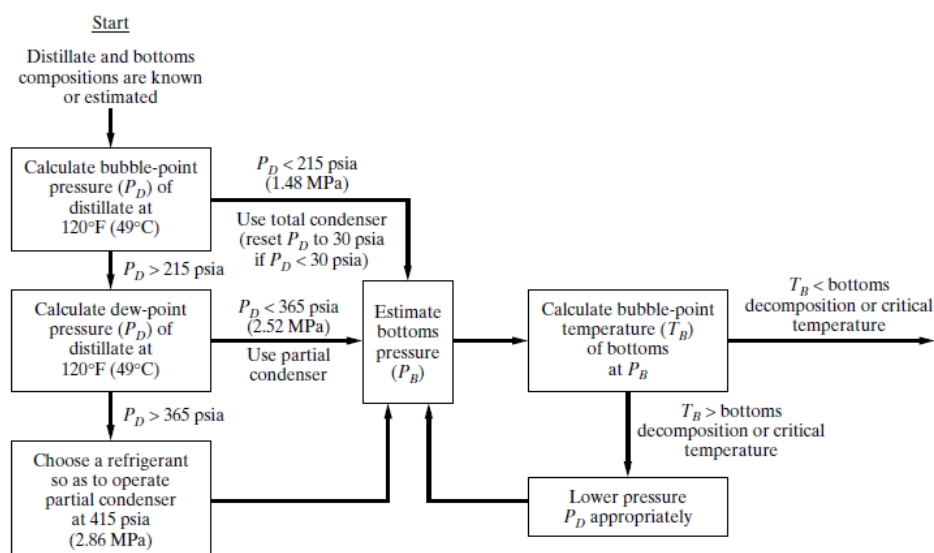 Start
Distillate and bottoms
compositions are known
or estimated
Calculate bubble-point
pressure (P_D) of
distillate at
120°F (49°C)
P_D < 215 psia
(1.48 MPa)
Use total condenser
(reset P_D to 30 psia
if P_D < 30 psia)
P_D > 215 psia
Calculate dew-point
pressure (P_D) of
distillate at
120°F (49°C)
P_D < 365 psia
(2.52 MPa)
Use partial
condenser
Estimate
bottoms
pressure
(P_B)
Calculate bubble-point
temperature (T_B)
of bottoms
at P_B
T_B < bottoms
decomposition or critical
temperature
P_D > 365 psia
Choose a refrigerant
so as to operate
partial condenser
at 415 psia
(2.86 MPa)
T_B > bottoms
decomposition or critical
temperature
Lower pressure
P_D appropriately